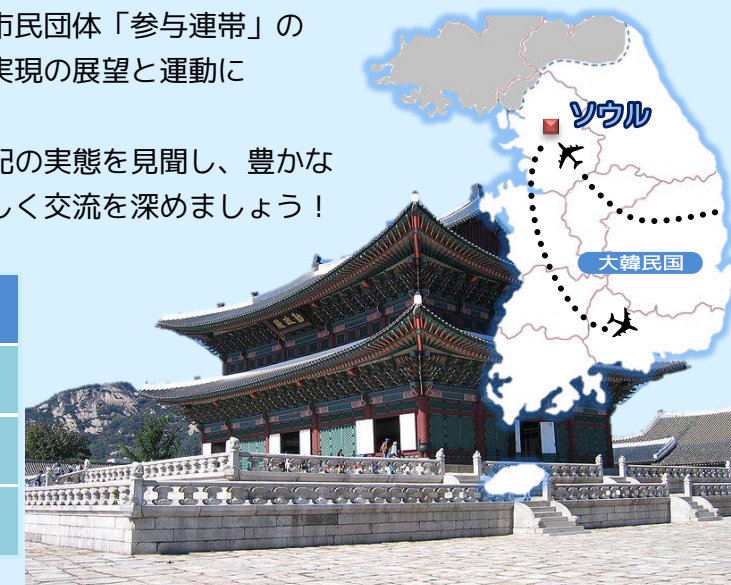 市民団体「参与連帯」の
実現の展望と運動に
記の実態を見聞し、豊かな
しく交流を深めましょう！
ソウル
大韓民国